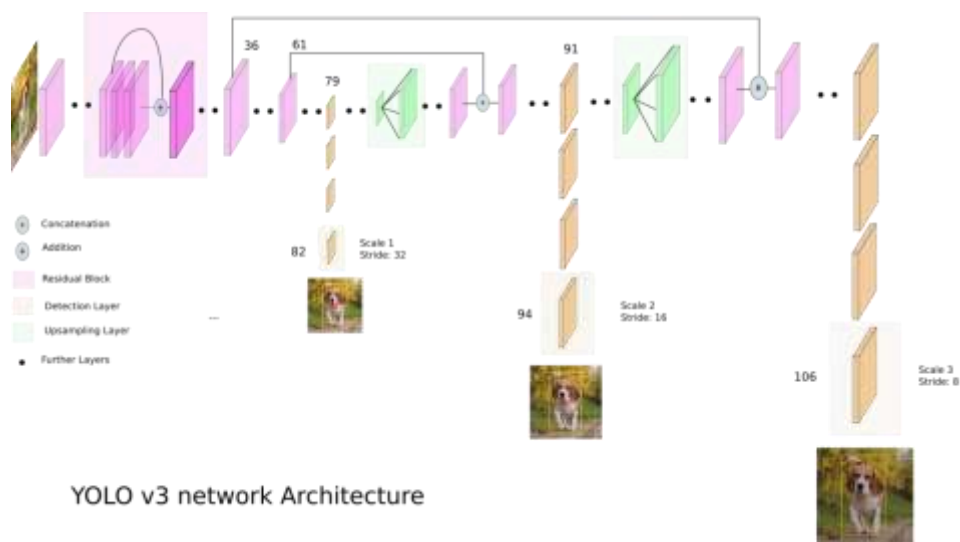 36
61
79
91
Concatenation
Addition
Residual Block
Detection Layer
...
Upsampling Layer
Further Layers
82
Scale 1
Stride: 32
94
Scale 2
Stride: 16
106
Scale 3
Stride: 8
YOLO v3 network Architecture